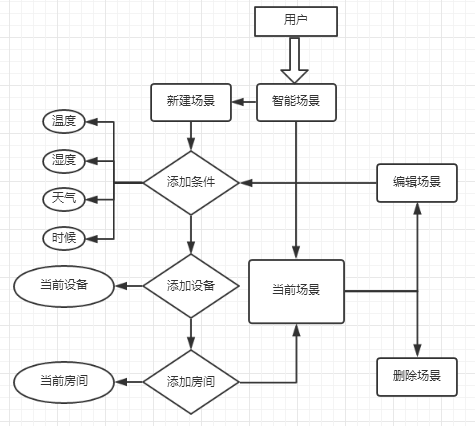 用户
新建场景
智能场景
温度
湿度
天气
时候
添加条件
编辑场景
当前设备
添加设备
当前场景
当前房间
添加房间
删除场景